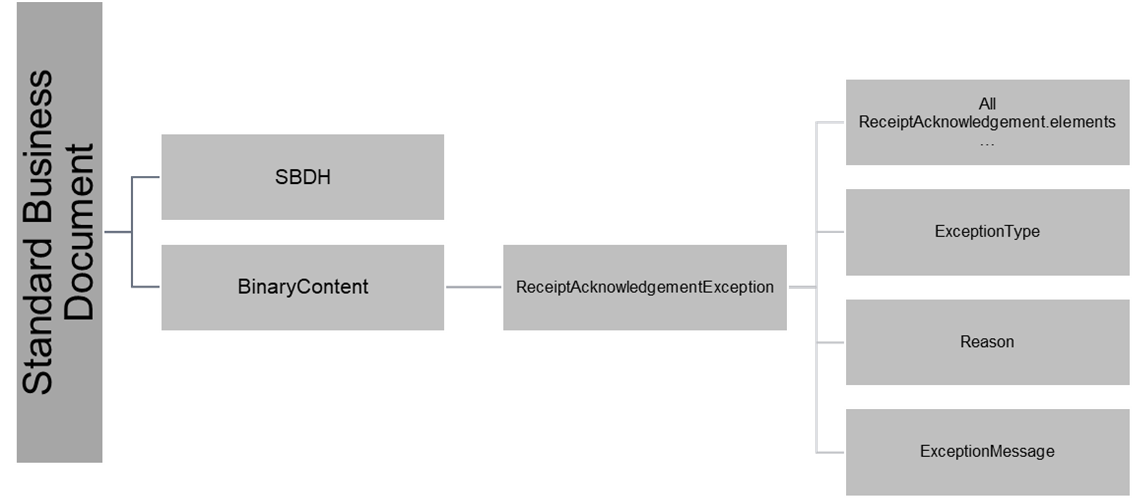 Standard Business
Document
SBDH
BinaryContent
ReceiptAcknowledgementException
All
ReceiptAcknowledgement.elements
...
ExceptionType
Reason
ExceptionMessage